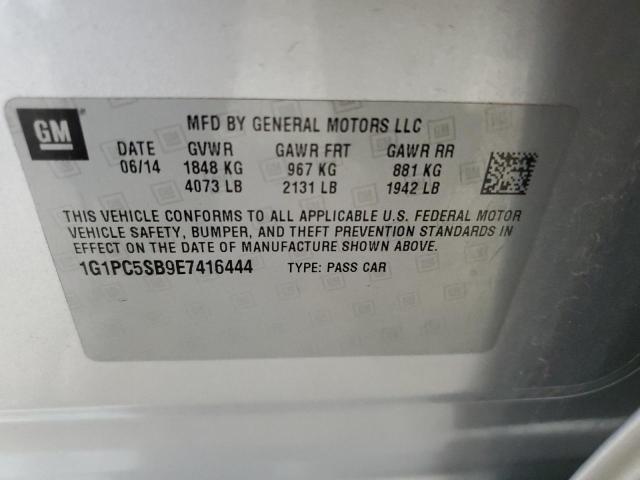 GM
MFD BY GENERAL MOTORS LLC
DATE GVWR GAWR FRT GAWR RR
06/14 1848 KG 967 KG 881 KG
4073 LB 2131 LB 1942 LB
THIS VEHICLE CONFORMS TO ALL APPLICABLE U.S. FEDERAL MOTOR
VEHICLE SAFETY, BUMPER, AND THEFT PREVENTION STANDARDS IN
EFFECT ON THE DATE OF MANUFACTURE SHOWN ABOVE.
1G1PC5SB9E7416444 TYPE: PASS CAR